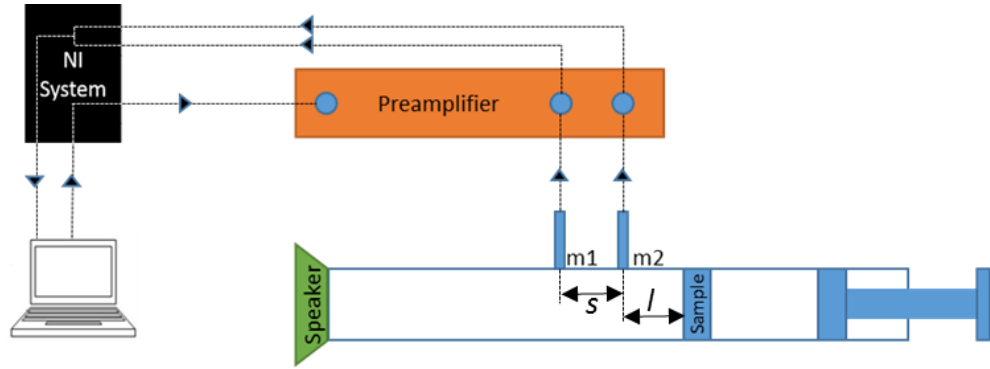 NI
System
Preamplifier
m1
m2
Speaker
s
l
Sample